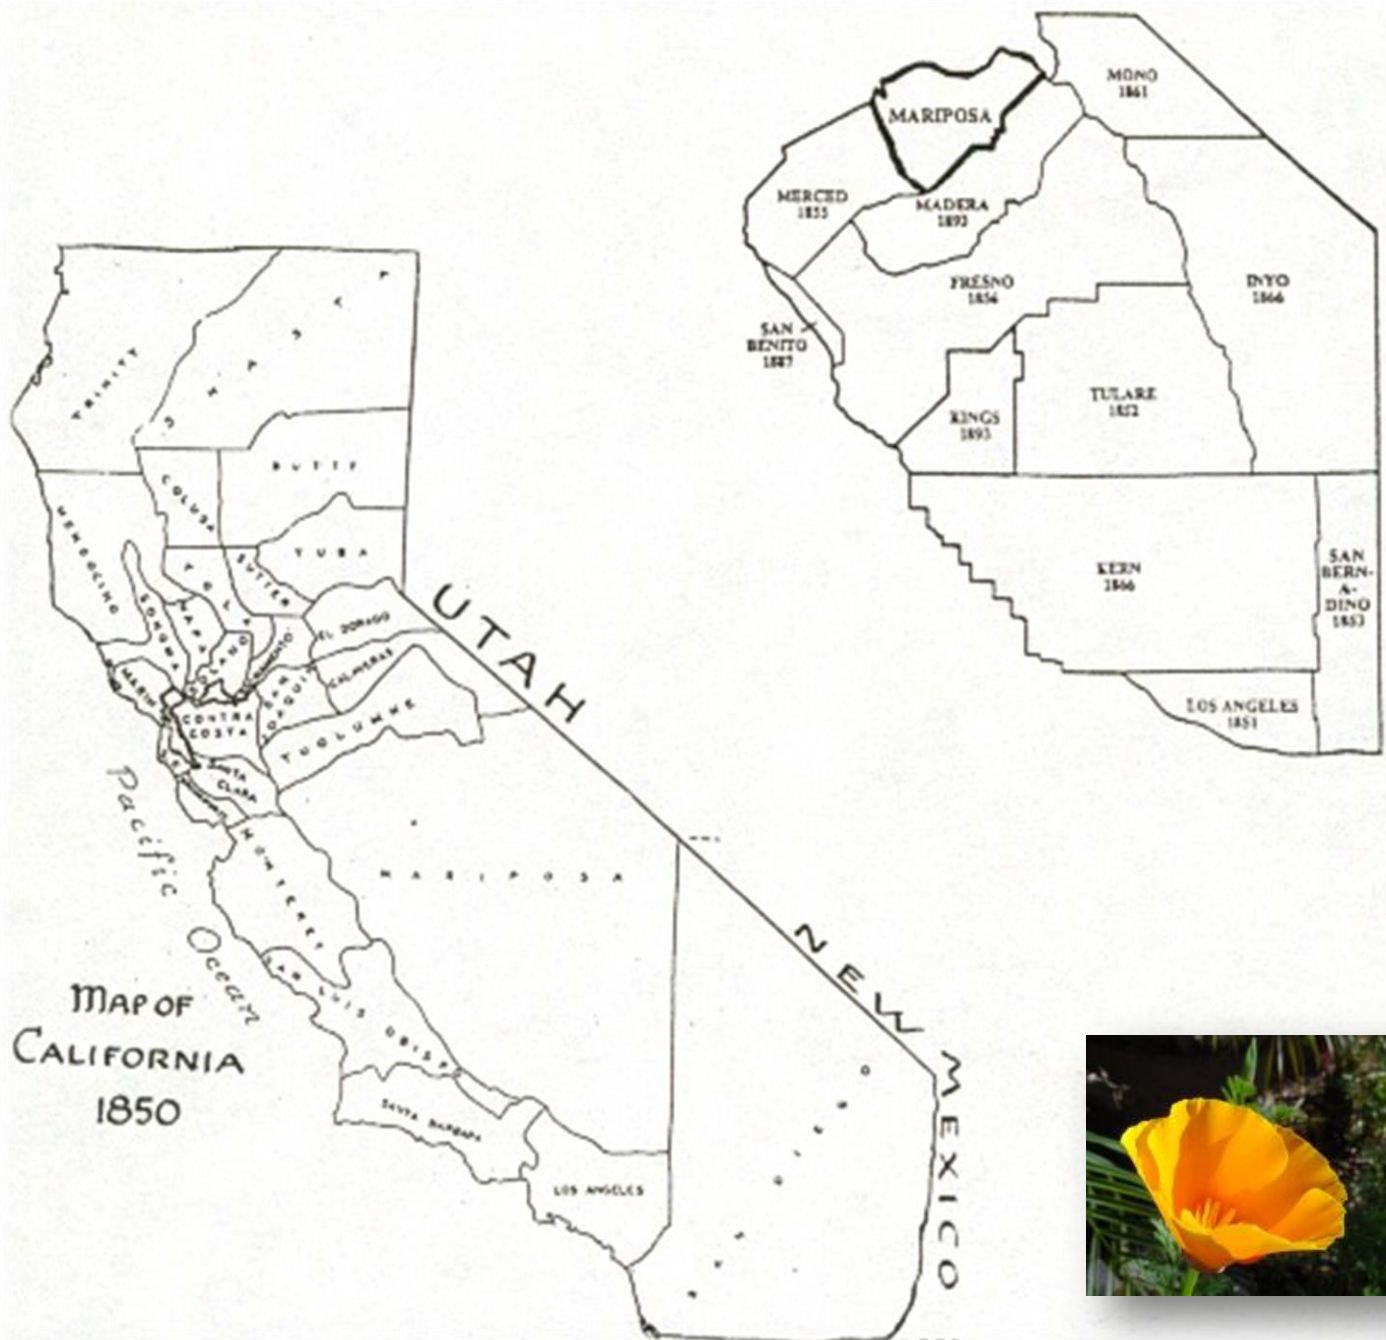 MARIPOSA
MONO
1861
MERCED
1855
MADERA
1893
FRESNO
1856
INYO
1866
SAN
BENITO
1887
KINGS
1893
TULARE
1852
KERN
1866
SAN
BERN-
A-
DINO
1853
LOS ANGELES
1851
TRINITY
SHASTA
BUTTE
COLUSA
MENDOCINO
YUBA
SUTTER
YOLO
SONOMA
NAPA
SOLANO
SACRAMENTO
EL DORADO
CALAVERAS
SAN
JOAQUIN
TUOLUMNE
MARIN
CONTRA
COSTA
SANTA
CLARA
MONTEREY
MARIPOSA
SAN LUIS OBISPO
SANTA BARBARA
LOS ANGELES
SAN DIEGO
UTAH
NEW MEXICO
Pacific
Ocean
MAP OF
CALIFORNIA
1850